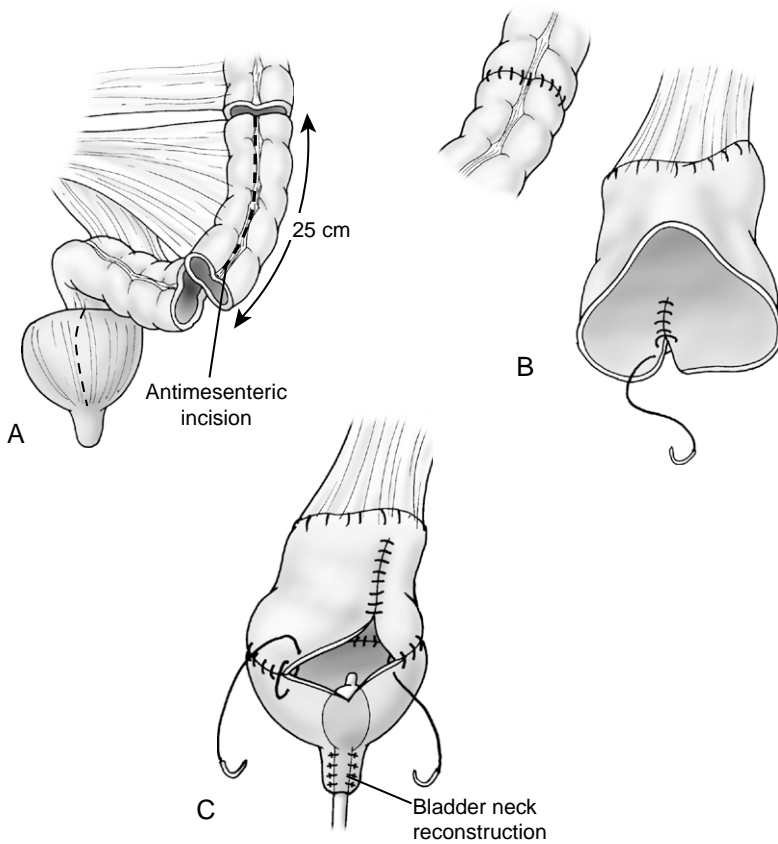 25 cm
Antimesenteric
incision
A
B
C
Bladder neck
reconstruction